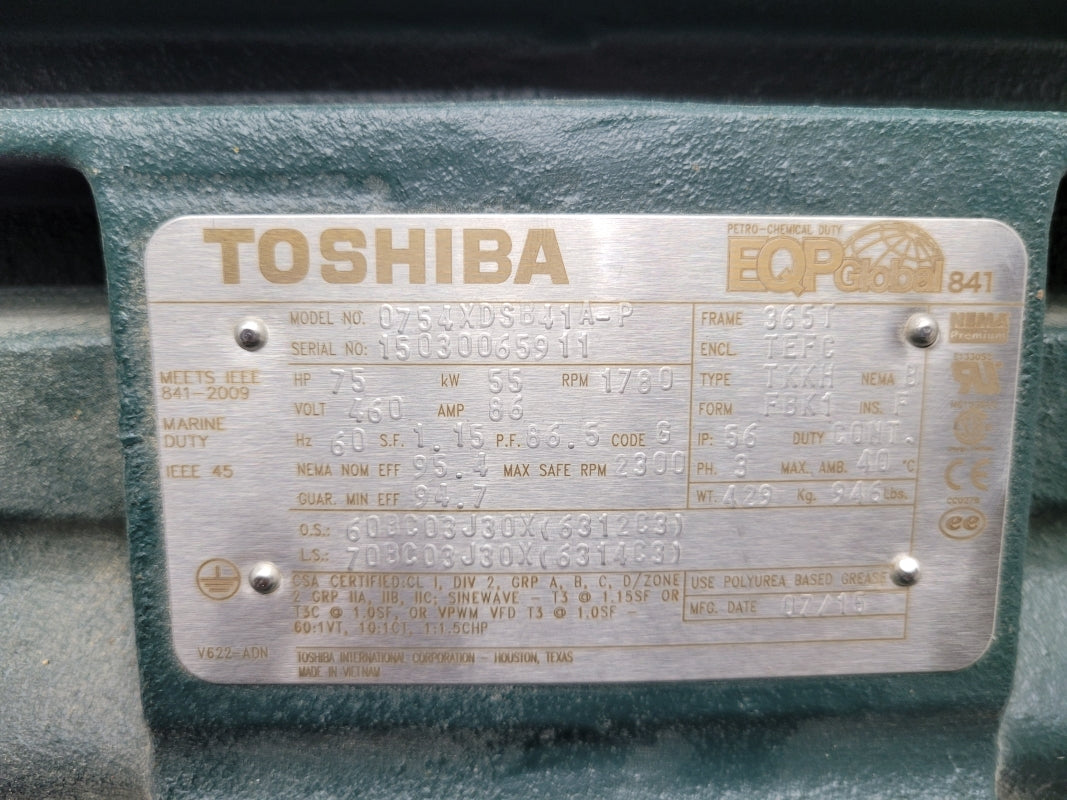 TOSHIBA
PETRO-CHEMICAL DUTY
EQP Global 841
MODEL NO. 0754XDSB41A-P
SERIAL NO: 15030065911
HP 75 kW 55 RPM 1780
VOLT 460 AMP 86
Hz 60 S.F. 1.15 P.F. 86.5 CODE G
NEMA NOM EFF 95.4 MAX SAFE RPM 2300
GUAR. MIN EFF 94.7
O.S.: 60BC03J30X(6312C3)
L.S.: 70BC03J30X(6314C3)
FRAME 365T
ENCL. TEFC
TYPE TKKH NEMA B
FORM FBK1 INS. F
IP: 56 DUTY CONT.
PH. 3 MAX. AMB. 40 °C
WT. 429 Kg. 946 Lbs.
NEMA
Premium
MEETS IEEE
841-2009
MARINE
DUTY
IEEE 45
CSA CERTIFIED:CL I, DIV 2, GRP A, B, C, D/ZONE
2 GRP IIA, IIB, IIC; SINEWAVE - T3 @ 1.15SF OR
T3C @ 1.0SF, OR VPWM VFD T3 @ 1.0SF -
60:1VT, 10:1CT, 1:1.5CHP
USE POLYUREA BASED GREASE
MFG. DATE 07/16
CE
ee
V622-ADN
TOSHIBA INTERNATIONAL CORPORATION - HOUSTON, TEXAS
MADE IN VIETNAM